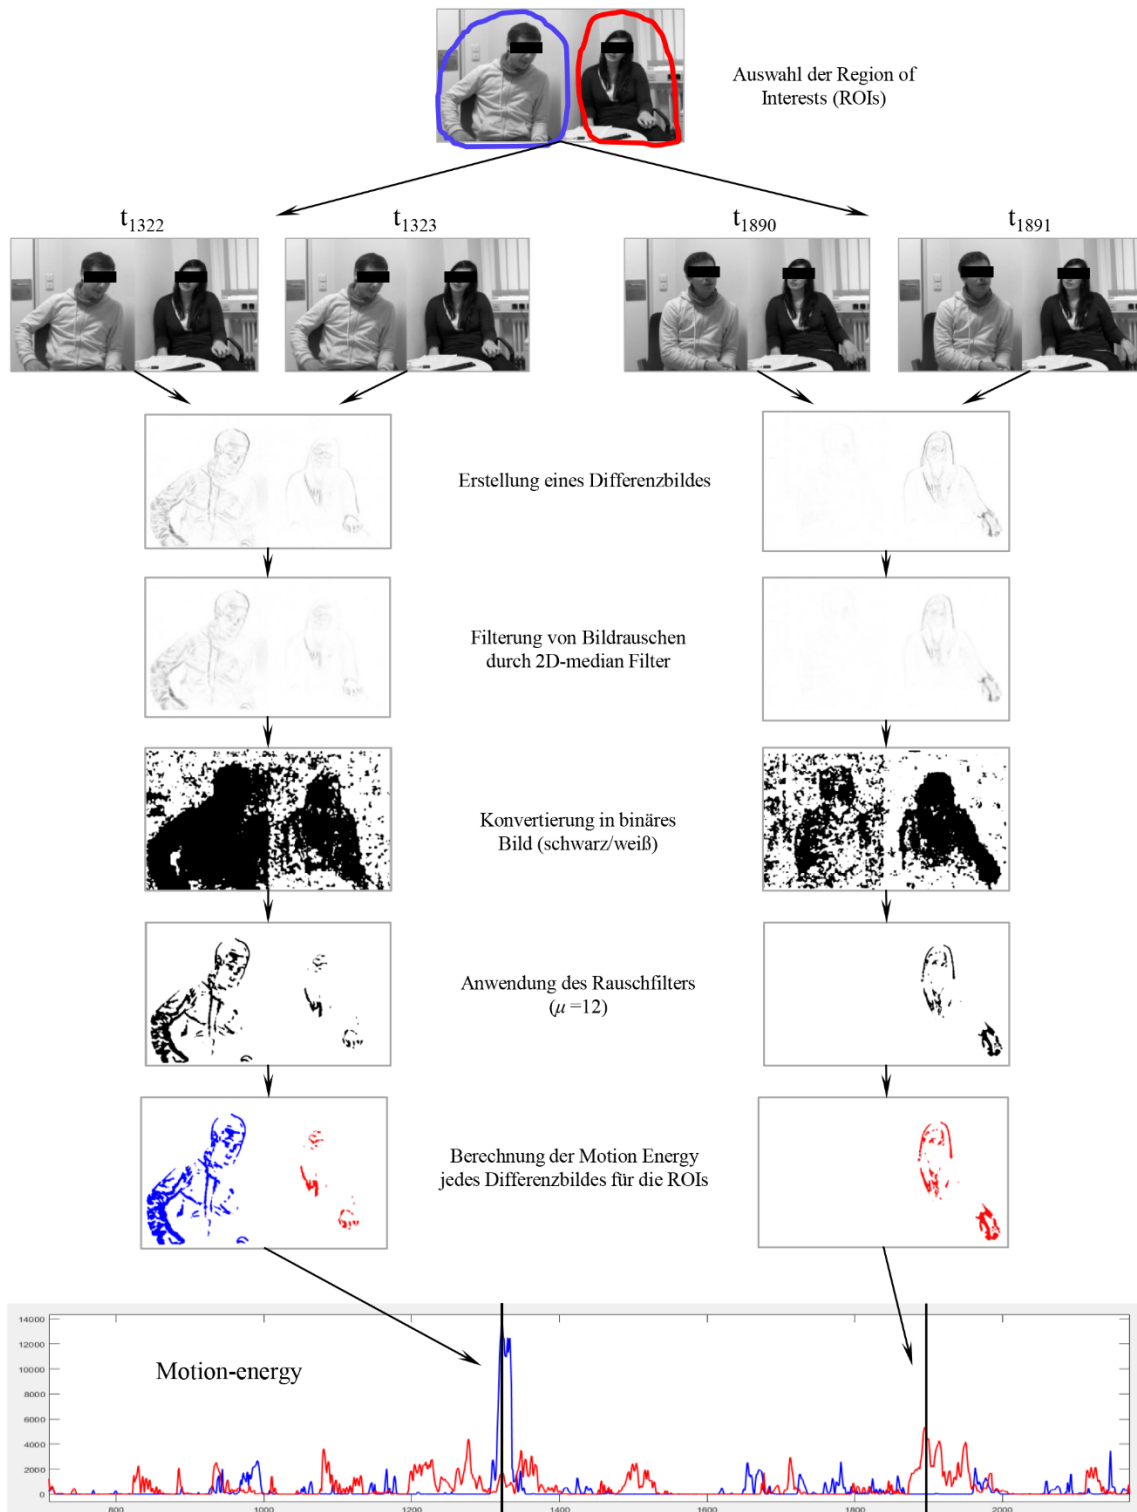 Auswahl der Region of
Interests (ROIs)
t1322
t1323
t1890
t1891
Erstellung eines Differenzbildes
Filterung von Bildrauschen
durch 2D-median Filter
Konvertierung in binäres
Bild (schwarz/weiß)
Anwendung des Rauschfilters
(μ =12)
Berechnung der Motion Energy
jedes Differenzbildes für die ROIs
Motion-energy
14000
12000
10000
8000
6000
4000
2000
0
800
1000
1200
1400
1600
1800
2000